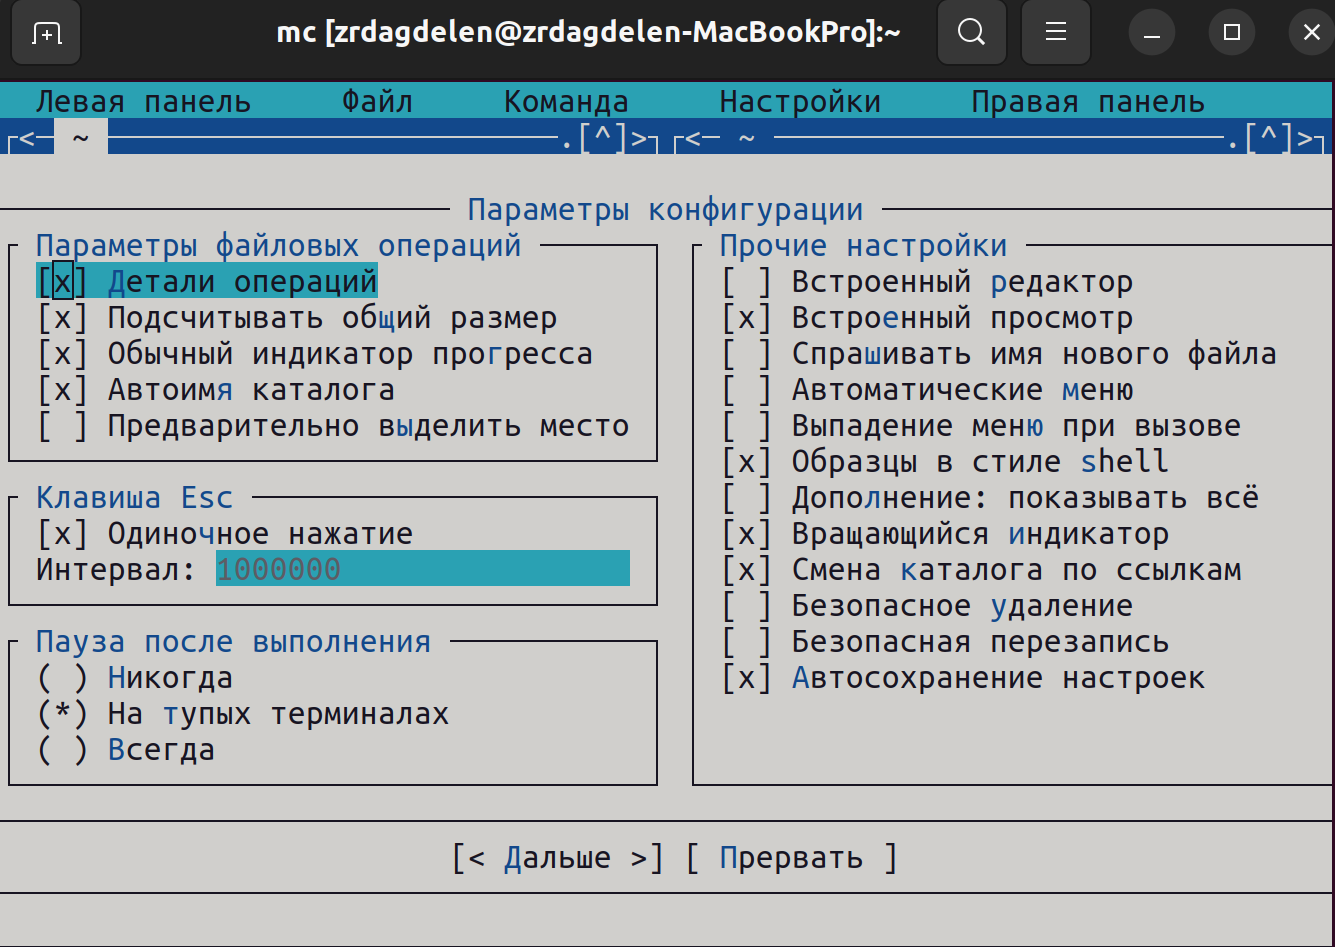 mc [zrdagdelen@zrdagdelen-MacBookPro]:~
Левая панель Файл Команда Настройки Правая панель
< ~ .[^]> < ~ .[^]>
Параметры конфигурации
Параметры файловых операций
[x] Детали операций
[x] Подсчитывать общий размер
[x] Обычный индикатор прогресса
[x] Автоимя каталога
[ ] Предварительно выделить место
Клавиша Esc
[x] Одиночное нажатие
Интервал: 1000000
Пауза после выполнения
( ) Никогда
(*) На тупых терминалах
( ) Всегда
Прочие настройки
[ ] Встроенный редактор
[x] Встроенный просмотр
[ ] Спрашивать имя нового файла
[ ] Автоматические меню
[ ] Выпадение меню при вызове
[x] Образцы в стиле shell
[ ] Дополнение: показывать всё
[x] Вращающийся индикатор
[x] Смена каталога по ссылкам
[ ] Безопасное удаление
[ ] Безопасная перезапись
[x] Автосохранение настроек
[< Дальше >] [ Прервать ]